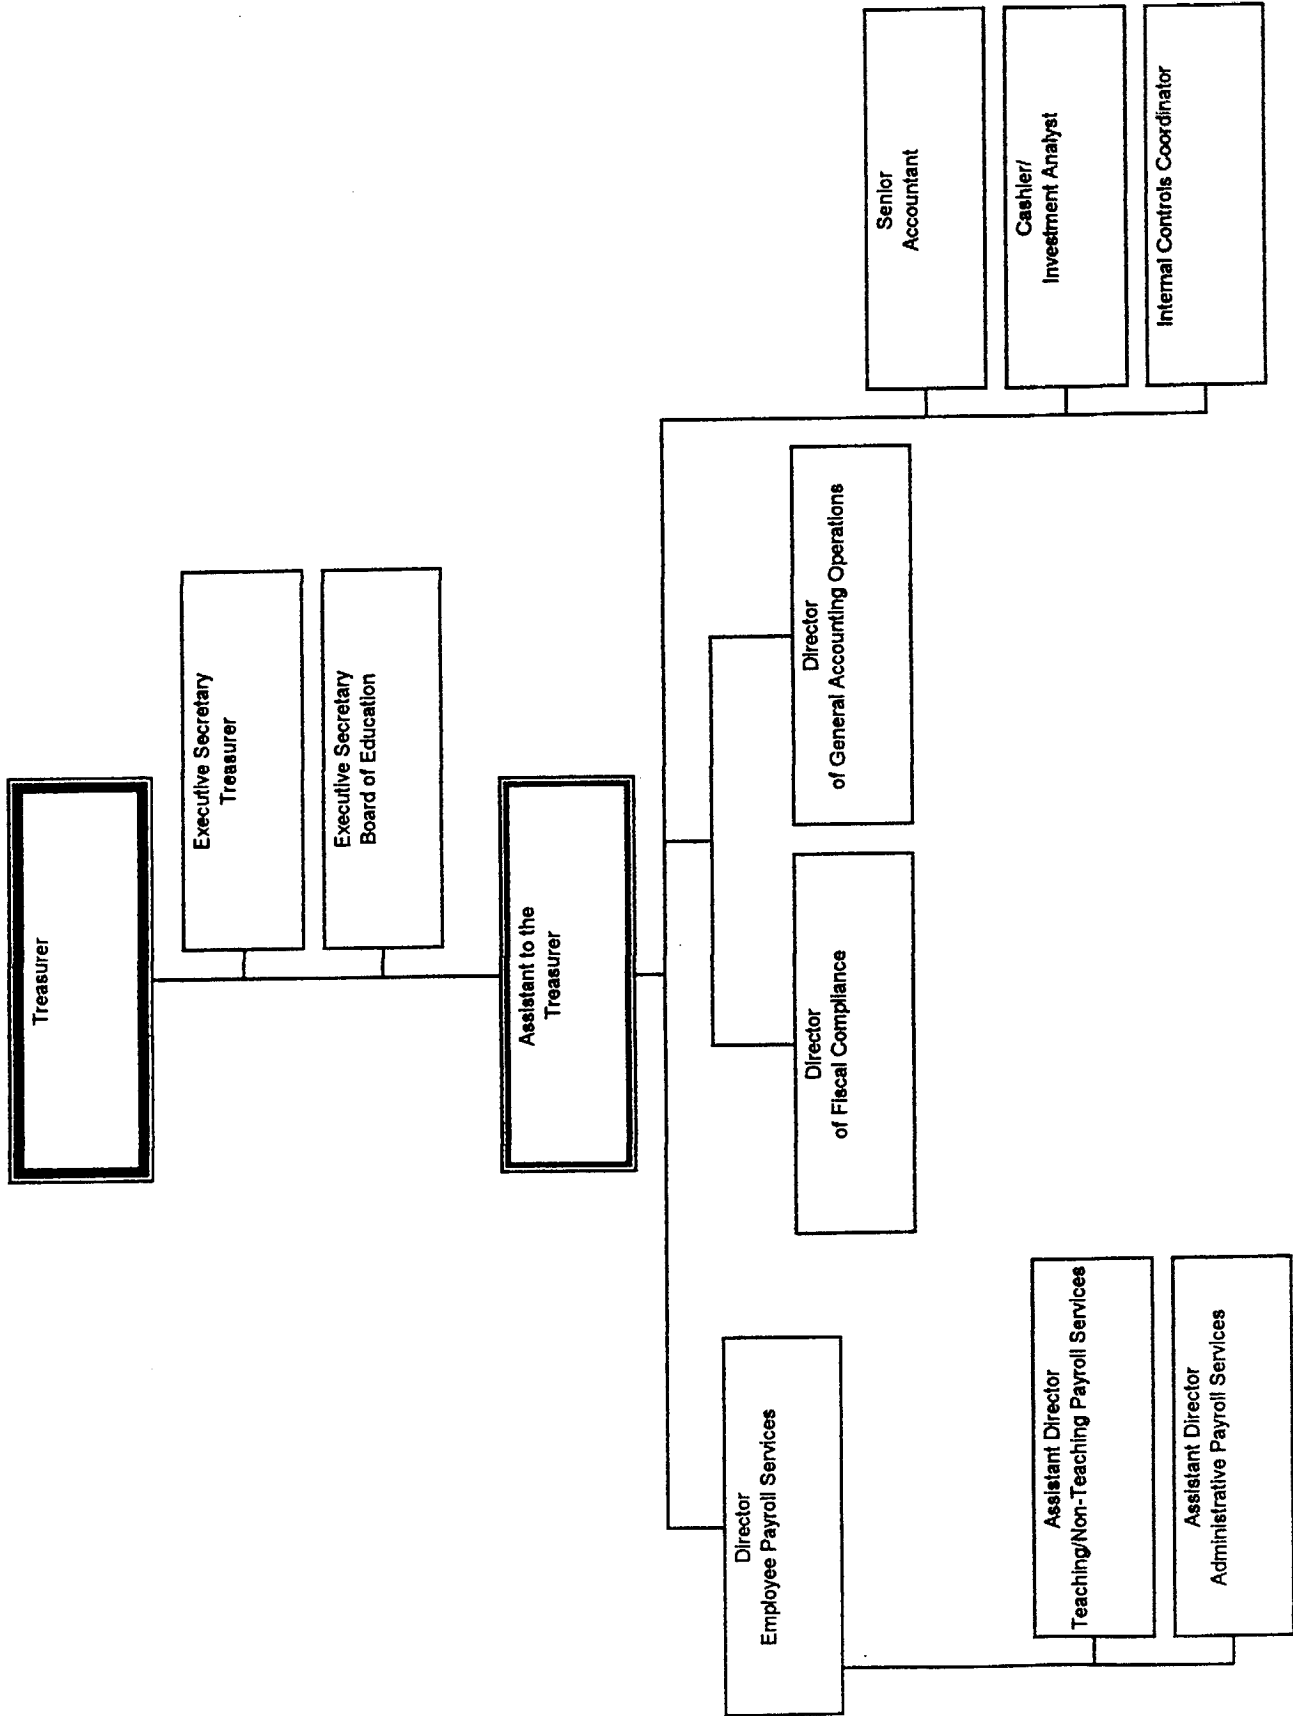 Treasurer
Executive Secretary
Treasurer
Executive Secretary
Board of Education
Assistant to the
Treasurer
Director
Employee Payroll Services
Assistant Director
Teaching/Non-Teaching Payroll Services
Assistant Director
Administrative Payroll Services
Director
of Fiscal Compliance
Director
of General Accounting Operations
Senior
Accountant
Cashier/
Investment Analyst
Internal Controls Coordinator